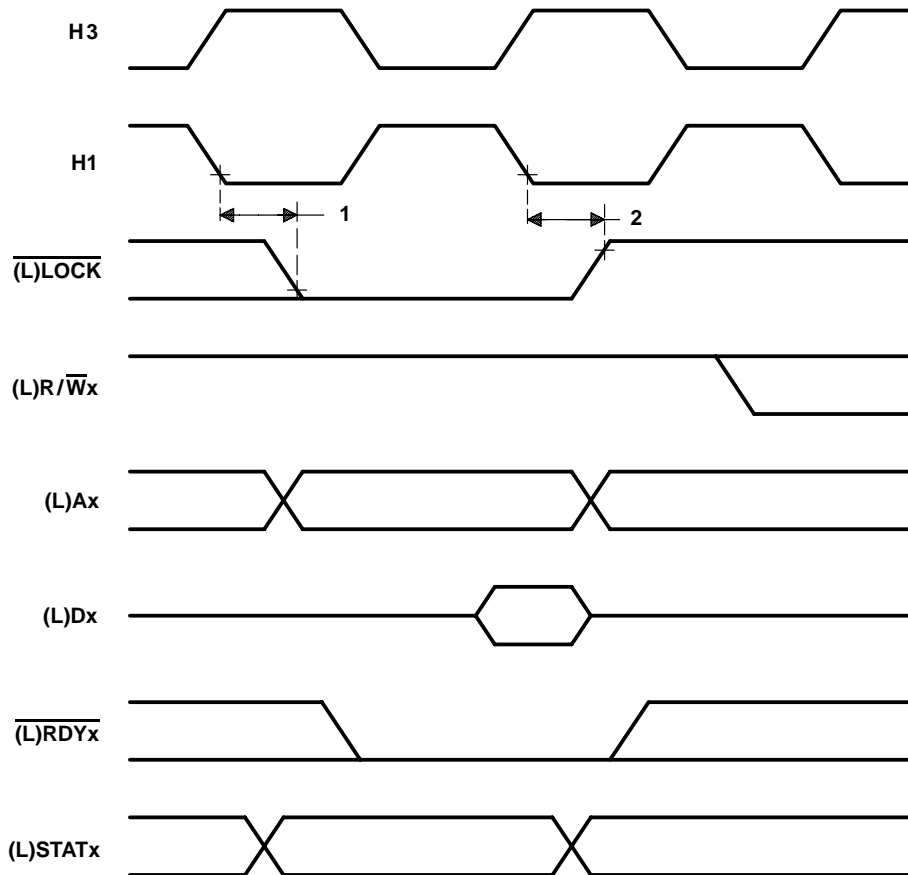 H3
H1
1
2
(L)LOCK
(L)R/Wx
(L)Ax
(L)Dx
(L)RDYx
(L)STATx